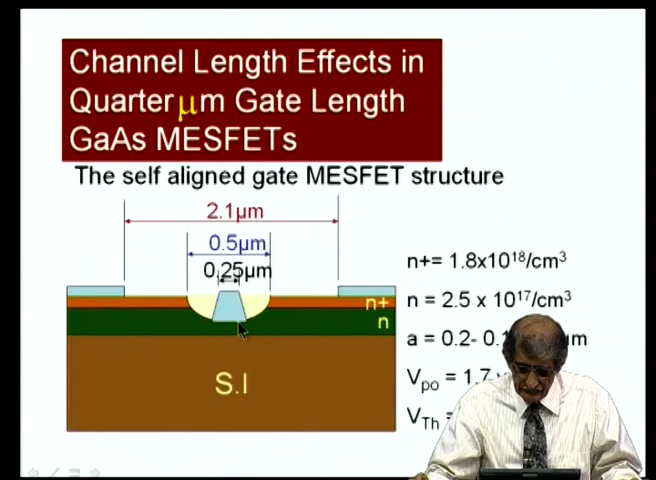 Channel Length Effects in
Quarter μm Gate Length
GaAs MESFETs
The self aligned gate MESFET structure
2.1μm
0.5μm
0.25μm
n+
n
S.I
n+= 1.8x10¹⁸/cm³
n = 2.5 x 10¹⁷/cm³
a = 0.2- 0.1
V_po = 1.7
V_Th =